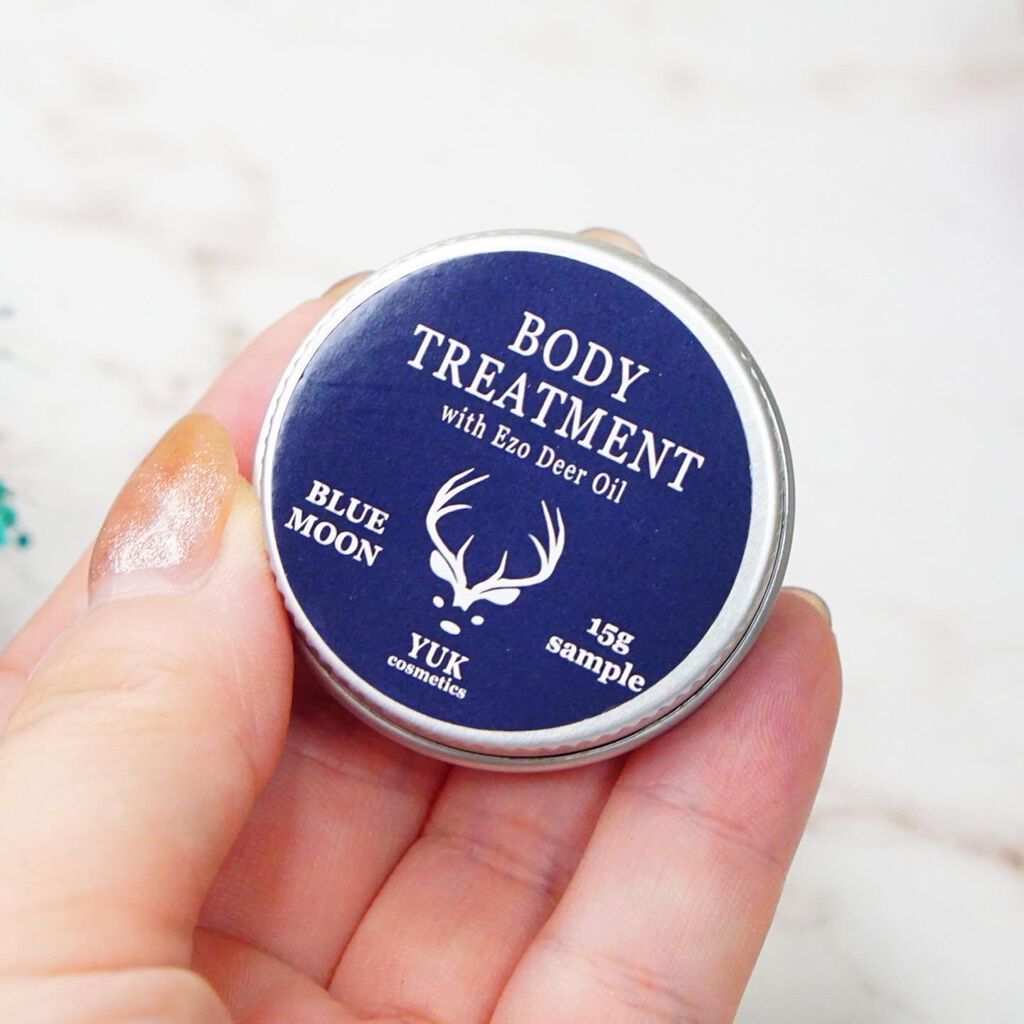 BODY
TREATMENT
with Ezo Deer Oil
BLUE
MOON
15g
sample
YUK
cosmetics